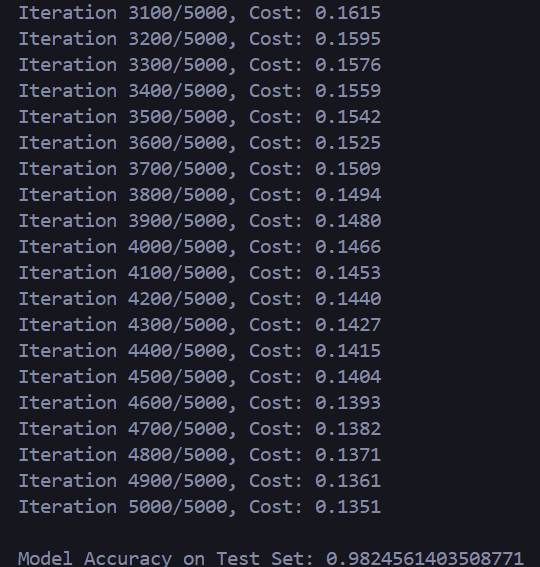 Iteration 3100/5000, Cost: 0.1615
Iteration 3200/5000, Cost: 0.1595
Iteration 3300/5000, Cost: 0.1576
Iteration 3400/5000, Cost: 0.1559
Iteration 3500/5000, Cost: 0.1542
Iteration 3600/5000, Cost: 0.1525
Iteration 3700/5000, Cost: 0.1509
Iteration 3800/5000, Cost: 0.1494
Iteration 3900/5000, Cost: 0.1480
Iteration 4000/5000, Cost: 0.1466
Iteration 4100/5000, Cost: 0.1453
Iteration 4200/5000, Cost: 0.1440
Iteration 4300/5000, Cost: 0.1427
Iteration 4400/5000, Cost: 0.1415
Iteration 4500/5000, Cost: 0.1404
Iteration 4600/5000, Cost: 0.1393
Iteration 4700/5000, Cost: 0.1382
Iteration 4800/5000, Cost: 0.1371
Iteration 4900/5000, Cost: 0.1361
Iteration 5000/5000, Cost: 0.1351
Model Accuracy on Test Set: 0.9824561403508771